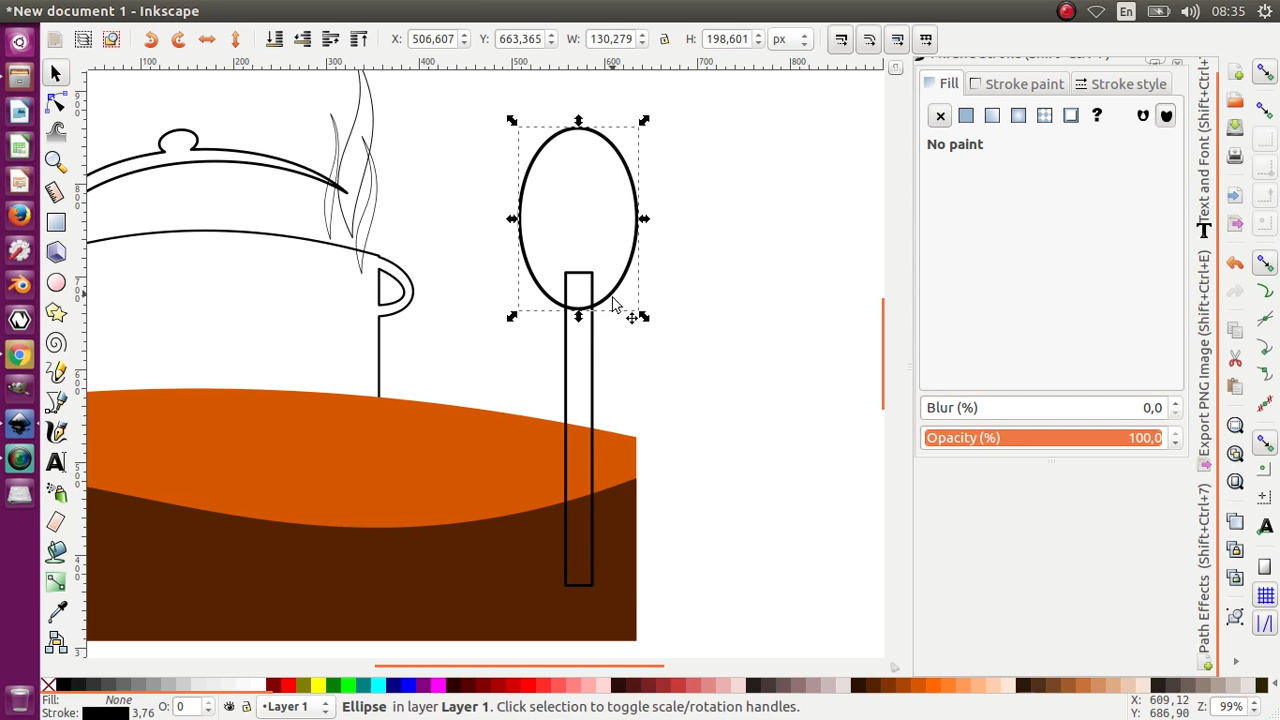 *New document 1 - Inkscape
En
08:35
X: 506,607 Y: 663,365 W: 130,279 H: 198,601 px
100 200 300 400 500 600 700 800
Fill Stroke paint Stroke style
No paint
Blur (%) 0,0
Opacity (%) 100,0
Text and Font (Shift+Ctrl+
Export PNG Image (Shift+Ctrl+E)
Path Effects (Shift+Ctrl+7)
Fill: None
Stroke: 3,76
O: 0
•Layer 1
Ellipse in layer Layer 1. Click selection to toggle scale/rotation handles.
X: 609,12
Y: 686,90
Z: 99%